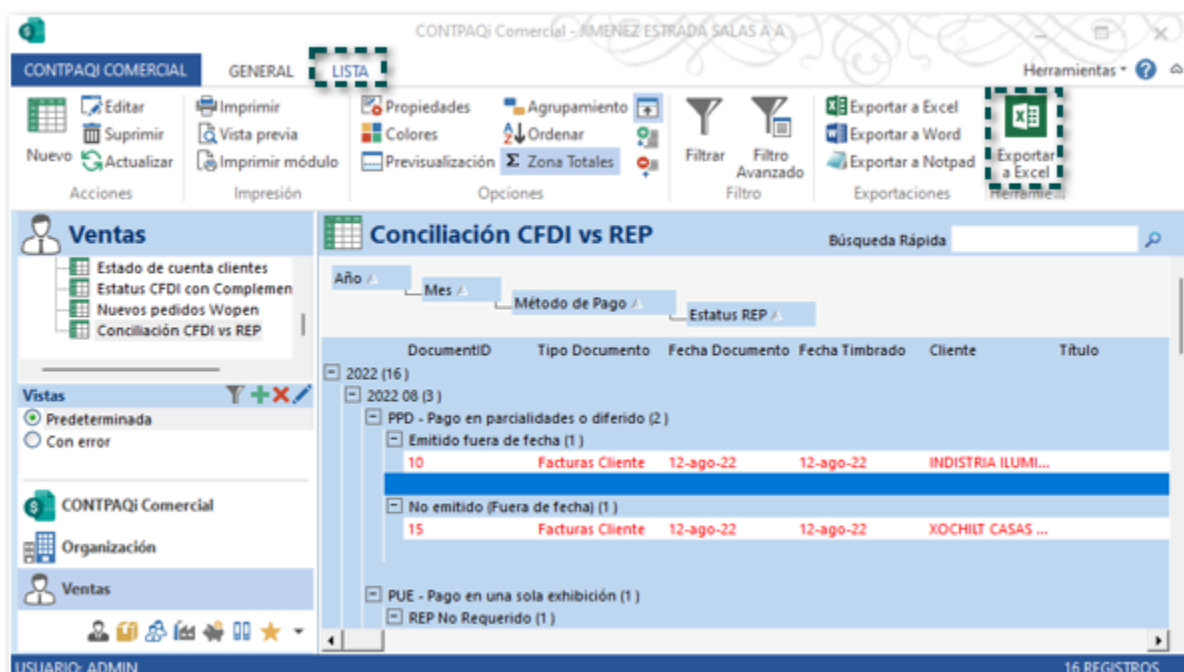 CONTPAQi Comercial - JIMENEZ ESTRADA SALAS A A
CONTPAQI COMERCIAL GENERAL LISTA Herramientas
Nuevo
Editar
Suprimir
Actualizar
Acciones
Imprimir
Vista previa
Imprimir módulo
Impresión
Propiedades
Colores
Previsualización
Agrupamiento
Ordenar
Σ Zona Totales
Opciones
Filtrar
Filtro
Avanzado
Filtro
Exportar a Excel
Exportar a Word
Exportar a Notpad
Exportaciones
Exportar
a Excel
Herramie...
Ventas
Estado de cuenta clientes
Estatus CFDI con Complemen
Nuevos pedidos Wopen
Conciliación CFDI vs REP
Vistas
Predeterminada
Con error
CONTPAQi Comercial
Organización
Ventas
Conciliación CFDI vs REP
Búsqueda Rápida
Año
Mes
Método de Pago
Estatus REP
DocumentID Tipo Documento Fecha Documento Fecha Timbrado Cliente Título
2022 (16)
2022 08 (3)
PPD - Pago en parcialidades o diferido (2)
Emitido fuera de fecha (1)
10 Facturas Cliente 12-ago-22 12-ago-22 INDISTRIA ILUMI...
No emitido (Fuera de fecha) (1)
15 Facturas Cliente 12-ago-22 12-ago-22 XOCHILT CASAS ...
PUE - Pago en una sola exhibición (1)
REP No Requerido (1)
USUARIO: ADMIN 16 REGISTROS